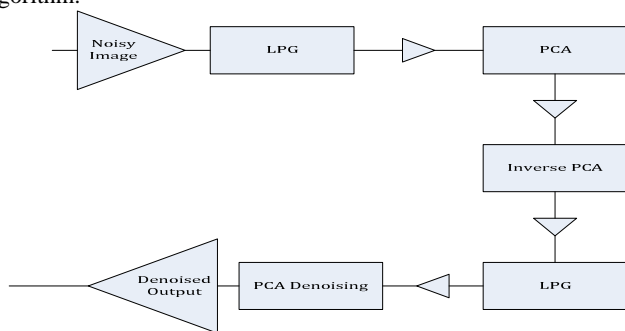 gorithm.
Noisy
Image
LPG
PCA
Inverse PCA
LPG
PCA Denoising
Denoised
Output